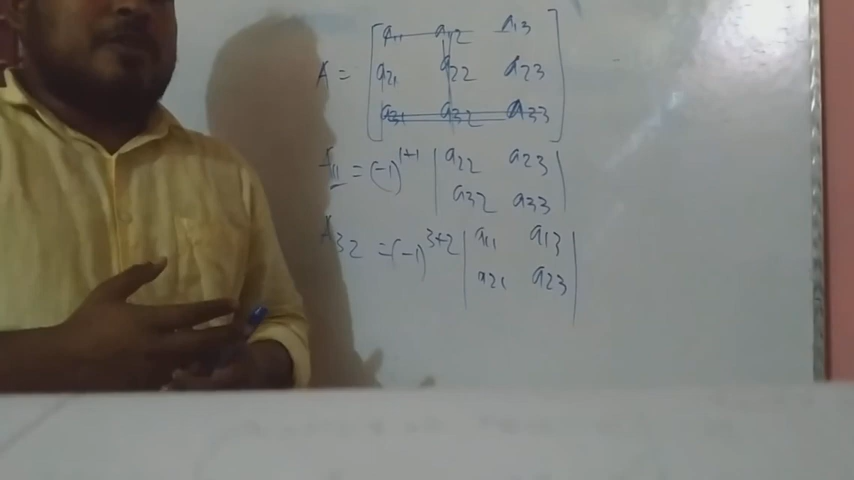 A = [ a11 a12 a13
a21 a22 a23
a31 a32 a33 ]
A11 = (-1)^1+1 | a22 a23
a32 a33 |
A32 = (-1)^3+2 | a11 a13
a21 a23 |